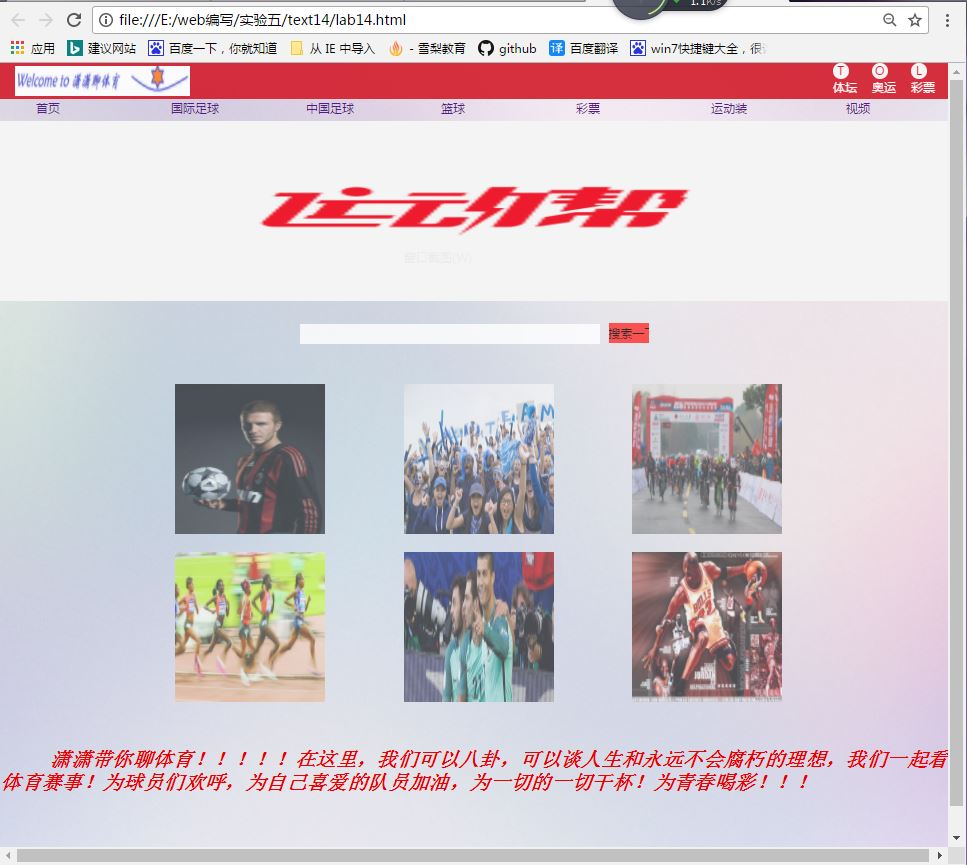 1.1K/s
file:///E:/web编写/实验五/text14/lab14.html
应用 建议网站 百度一下，你就知道 从 IE 中导入 - 雪梨教育 github 百度翻译 win7快捷键大全，很
Welcome to 潇潇聊体育
T O L
体坛 奥运 彩票
首页 国际足球 中国足球 篮球 彩票 运动装 视频
运动帮
窗口截图(W)
搜索一
TEAM
BULLS
潇潇带你聊体育！！！！！在这里，我们可以八卦，可以谈人生和永远不会腐朽的理想，我们一起看
体育赛事！为球员们欢呼，为自己喜爱的队员加油，为一切的一切干杯！为青春喝彩！！！